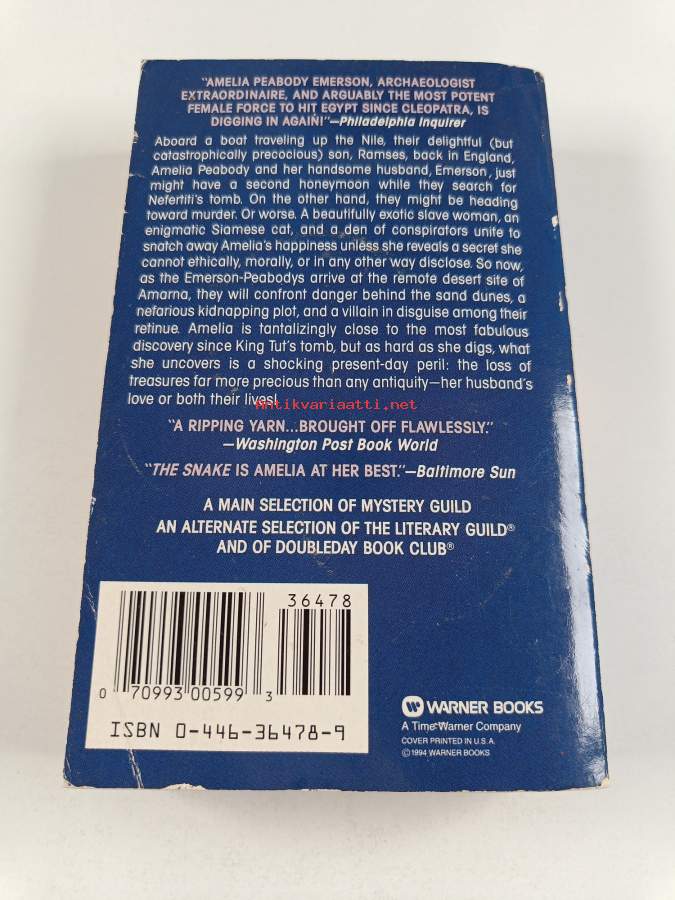 "AMELIA PEABODY EMERSON, ARCHAEOLOGIST
EXTRAORDINAIRE, AND ARGUABLY THE MOST POTENT
FEMALE FORCE TO HIT EGYPT SINCE CLEOPATRA, IS
DIGGING IN AGAIN!"—Philadelphia Inquirer
Aboard a boat traveling up the Nile, their delightful (but
catastrophically precocious) son, Ramses, back in England,
Amelia Peabody and her handsome husband, Emerson, just
might have a second honeymoon while they search for
Nefertiti's tomb. On the other hand, they might be heading
toward murder. Or worse. A beautifully exotic slave woman, an
enigmatic Siamese cat, and a den of conspirators unite to
snatch away Amelia's happiness unless she reveals a secret she
cannot ethically, morally, or in any other way disclose. So now,
as the Emerson-Peabodys arrive at the remote desert site of
Amarna, they will confront danger behind the sand dunes, a
nefarious kidnapping plot, and a villain in disguise among their
retinue. Amelia is tantalizingly close to the most fabulous
discovery since King Tut's tomb, but as hard as she digs, what
she uncovers is a shocking present-day peril: the loss of
treasures far more precious than any antiquity—her husband's
love or both their lives!
Antikvariaatti.net
"A RIPPING YARN...BROUGHT OFF FLAWLESSLY."
—Washington Post Book World
"THE SNAKE IS AMELIA AT HER BEST."—Baltimore Sun
A MAIN SELECTION OF MYSTERY GUILD
AN ALTERNATE SELECTION OF THE LITERARY GUILD®
AND OF DOUBLEDAY BOOK CLUB®
36478
0 70993 00599 3
ISBN 0-446-36478-9
WARNER BOOKS
A Time Warner Company
COVER PRINTED IN U.S.A.
©1994 WARNER BOOKS